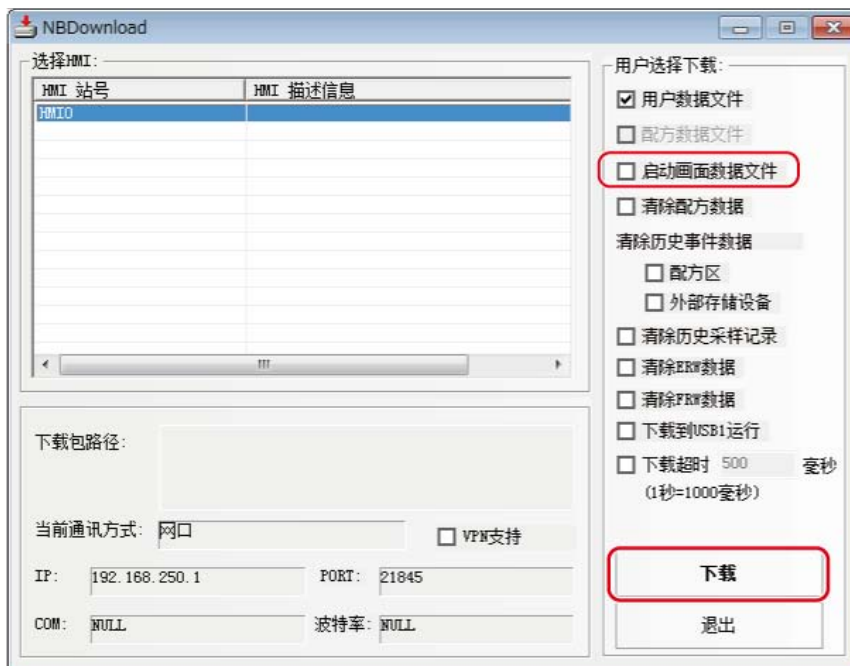 NBDownload
选择HMI:
HMI 站号
HMI 描述信息
HMI0
下载包路径:
当前通讯方式: 网口
VPN支持
IP: 192.168.250.1 PORT: 21845
COM: NULL 波特率: NULL
用户选择下载:
用户数据文件
配方数据文件
启动画面数据文件
清除配方数据
清除历史事件数据
配方区
外部存储设备
清除历史采样记录
清除ERW数据
清除FRW数据
下载到USB1运行
下载超时 500 毫秒
(1秒=1000毫秒)
下载
退出